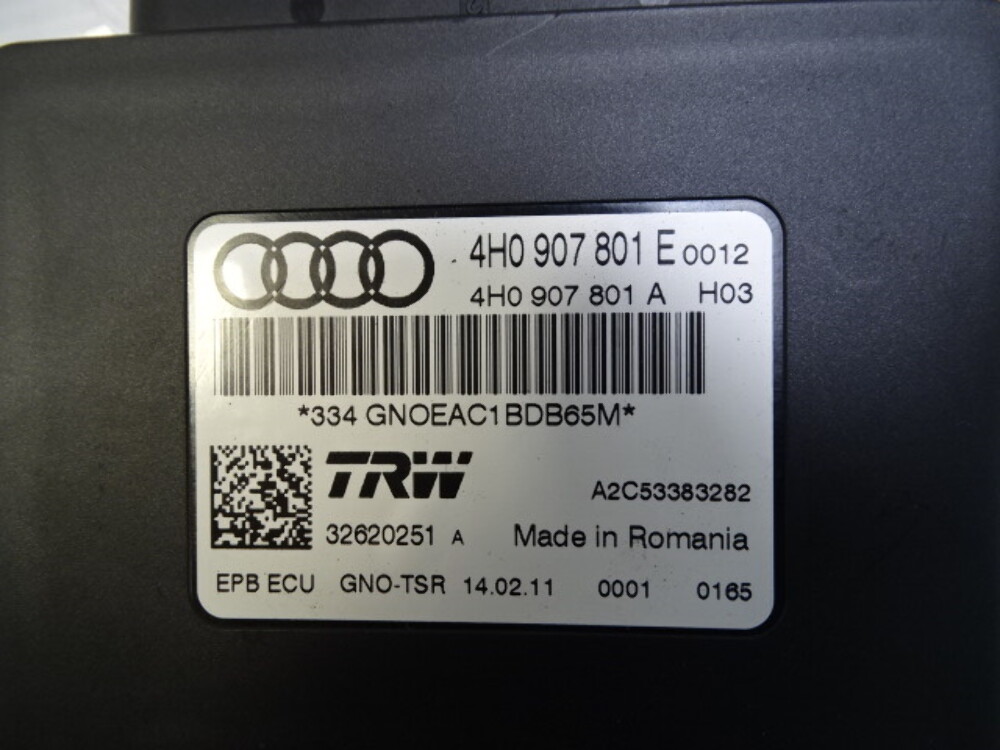 4H0 907 801 E 0012
4H0 907 801 A H03
*334 GNOEAC1BDB65M*
TRW
A2C53383282
32620251 A Made in Romania
EPB ECU GNO-TSR 14.02.11 0001 0165